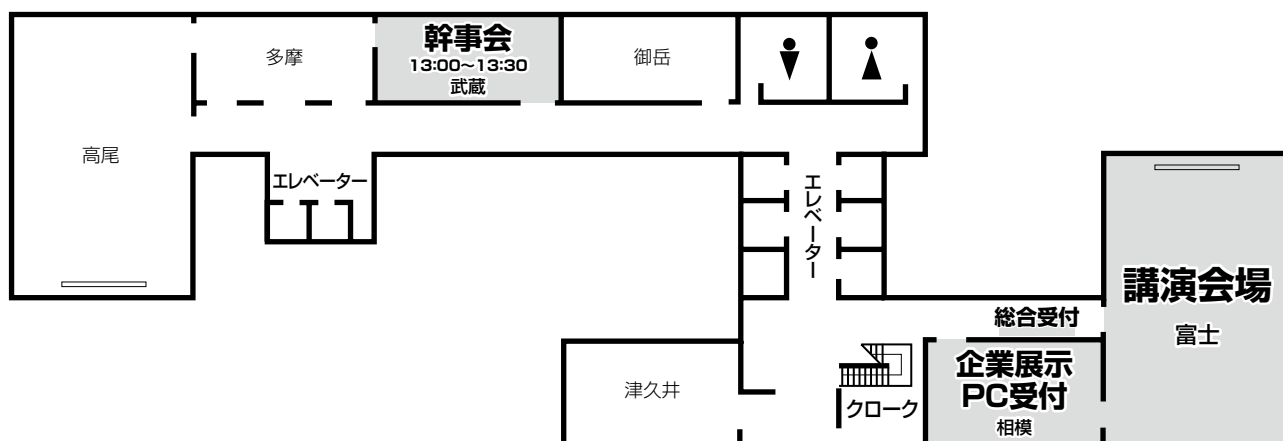 多摩
幹事会
13:00~13:30
武蔵
御岳
高尾
エレベーター
エレベーター
講演会場
富士
総合受付
企業展示
PC受付
相模
津久井
クローク